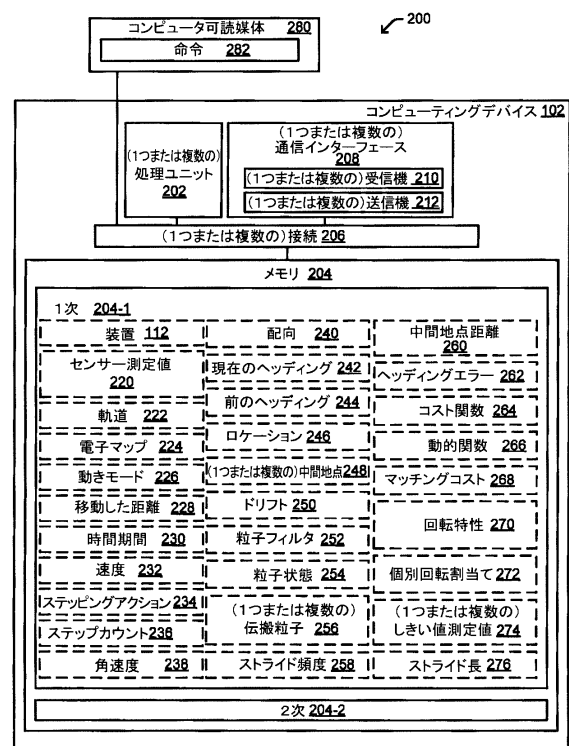 200
コンピュータ可読媒体 280
命令 282
コンピューティングデバイス 102
(1つまたは複数の)
処理ユニット
202
(1つまたは複数の)
通信インターフェース
208
(1つまたは複数の)受信機 210
(1つまたは複数の)送信機 212
(1つまたは複数の)接続 206
メモリ 204
1次 204-1
装置 112
センサー測定値
220
軌道 222
電子マップ 224
動きモード 226
移動した距離 228
時間期間 230
速度 232
ステッピングアクション 234
ステップカウント 236
角速度 238
配向 240
現在のヘッディング 242
前のヘッディング 244
ロケーション 246
(1つまたは複数の)中間地点 248
ドリフト 250
粒子フィルタ 252
粒子状態 254
(1つまたは複数の)
伝搬粒子 256
ストライド頻度 258
中間地点距離
260
ヘッディングエラー 262
コスト関数 264
動的関数 266
マッチングコスト 268
回転特性
270
個別回転割当て 272
(1つまたは複数の)
しきい値測定値 274
ストライド長 276
2次 204-2